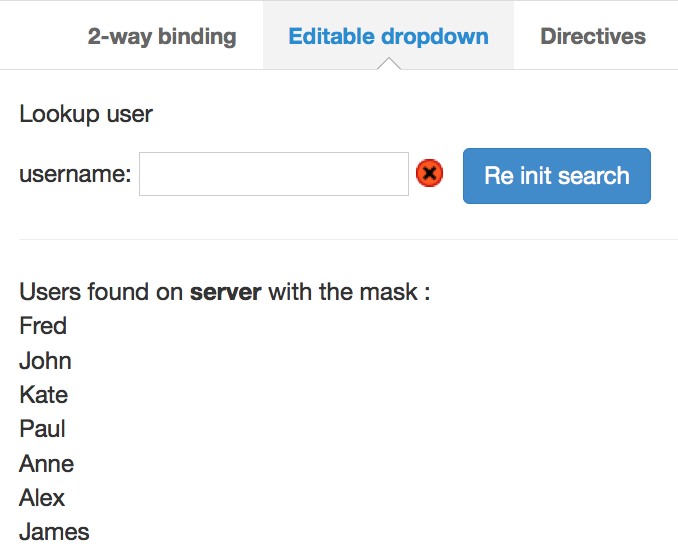 2-way binding Editable dropdown Directives
Lookup user
username: Re init search
Users found on server with the mask :
Fred
John
Kate
Paul
Anne
Alex
James